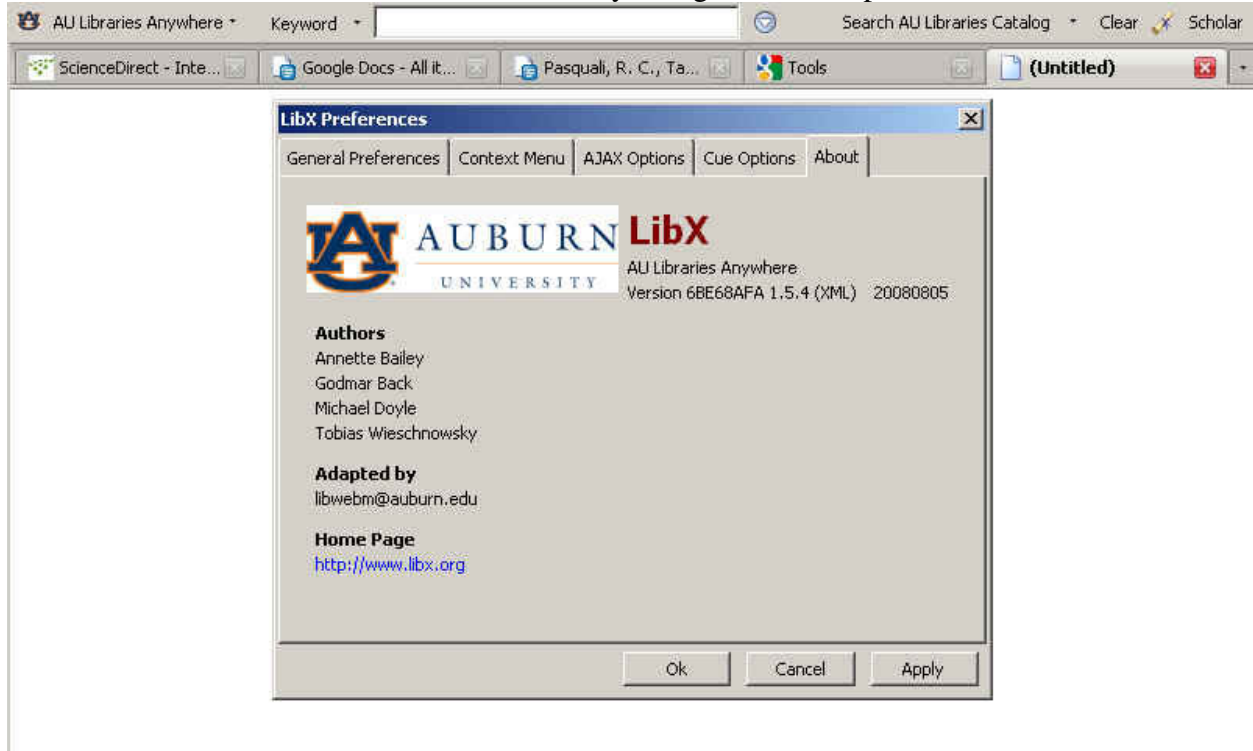 AU Libraries Anywhere Keyword Search AU Libraries Catalog Clear Scholar
ScienceDirect - Inte... Google Docs - All it... Pasquali, R. C., Ta... Tools (Untitled)
LibX Preferences
General Preferences Context Menu AJAX Options Cue Options About
AUBURN
UNIVERSITY
LibX
AU Libraries Anywhere
Version 6BE68AFA 1.5.4 (XML) 20080805
Authors
Annette Bailey
Godmar Back
Michael Doyle
Tobias Wieschnowsky
Adapted by
libwebm@auburn.edu
Home Page
http://www.libx.org
Ok Cancel Apply